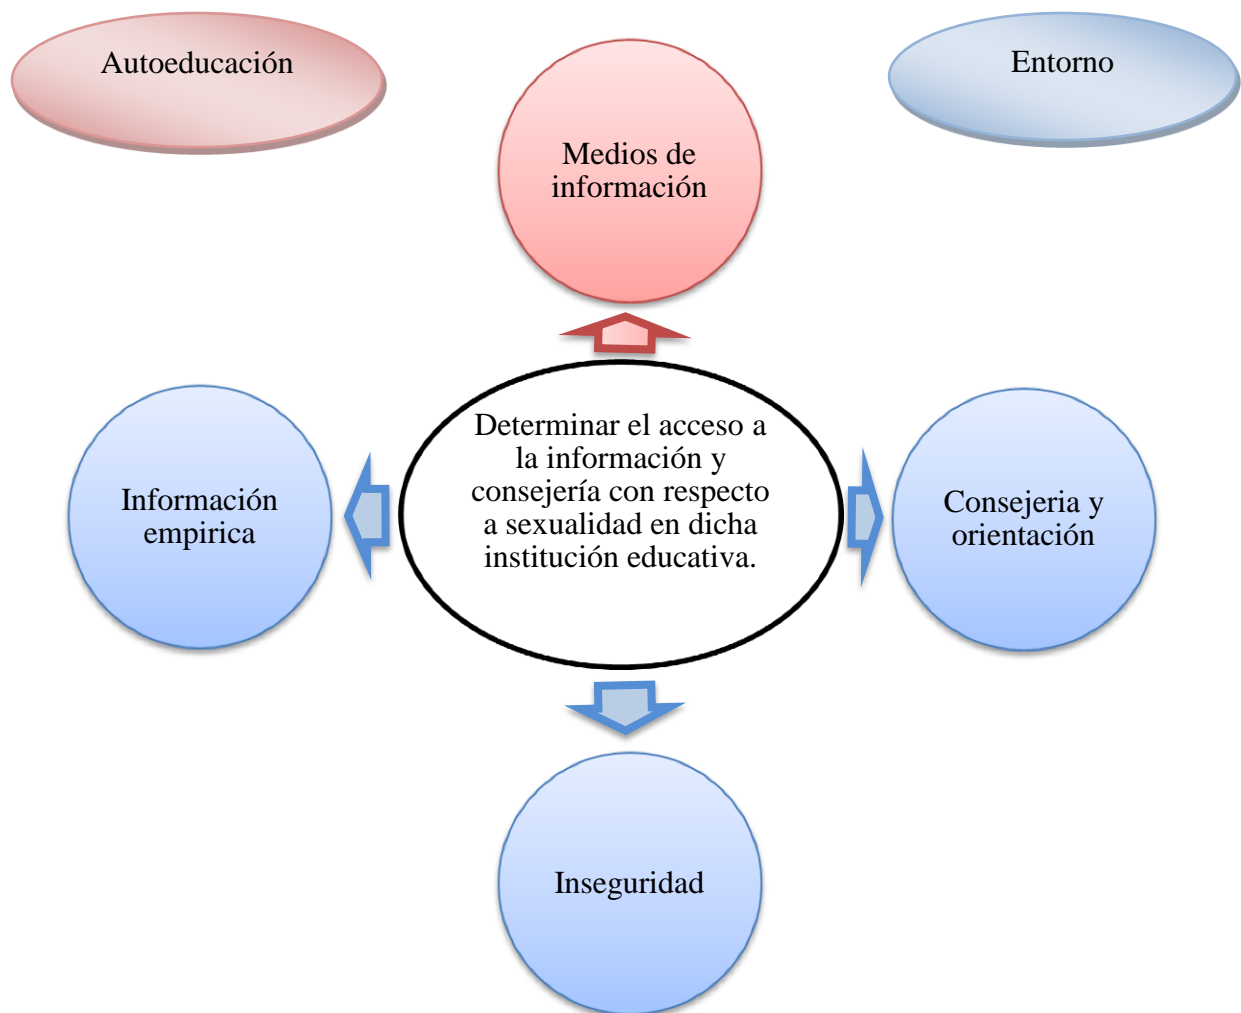 Autoeducación
Entorno
Medios de
información
Determinar el acceso a
la información y
consejería con respecto
a sexualidad en dicha
institución educativa.
Información
empirica
Consejeria y
orientación
Inseguridad